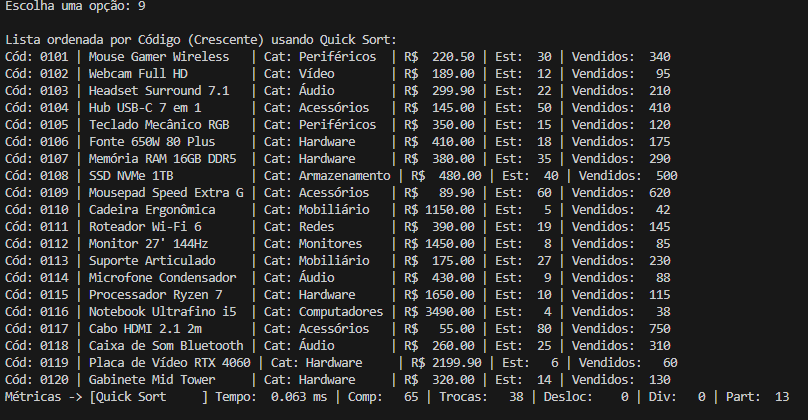 Escolha uma opção: 9
Lista ordenada por Código (Crescente) usando Quick Sort:
Cód: 0101 | Mouse Gamer Wireless   | Cat: Periféricos  | R$  220.50 | Est:  30 | Vendidos:  340
Cód: 0102 | Webcam Full HD         | Cat: Vídeo        | R$  189.00 | Est:  12 | Vendidos:   95
Cód: 0103 | Headset Surround 7.1   | Cat: Áudio        | R$  299.90 | Est:  22 | Vendidos:  210
Cód: 0104 | Hub USB-C 7 em 1       | Cat: Acessórios   | R$  145.00 | Est:  50 | Vendidos:  410
Cód: 0105 | Teclado Mecânico RGB   | Cat: Periféricos  | R$  350.00 | Est:  15 | Vendidos:  120
Cód: 0106 | Fonte 650W 80 Plus     | Cat: Hardware     | R$  410.00 | Est:  18 | Vendidos:  175
Cód: 0107 | Memória RAM 16GB DDR5  | Cat: Hardware     | R$  380.00 | Est:  35 | Vendidos:  290
Cód: 0108 | SSD NVMe 1TB           | Cat: Armazenamento | R$  480.00 | Est:  40 | Vendidos:  500
Cód: 0109 | Mousepad Speed Extra G | Cat: Acessórios   | R$   89.90 | Est:  60 | Vendidos:  620
Cód: 0110 | Cadeira Ergonômica     | Cat: Mobiliário   | R$ 1150.00 | Est:   5 | Vendidos:   42
Cód: 0111 | Roteador Wi-Fi 6       | Cat: Redes        | R$  390.00 | Est:  19 | Vendidos:  145
Cód: 0112 | Monitor 27' 144Hz      | Cat: Monitores    | R$ 1450.00 | Est:   8 | Vendidos:   85
Cód: 0113 | Suporte Articulado     | Cat: Mobiliário   | R$  175.00 | Est:  27 | Vendidos:  230
Cód: 0114 | Microfone Condensador  | Cat: Áudio        | R$  430.00 | Est:   9 | Vendidos:   88
Cód: 0115 | Processador Ryzen 7    | Cat: Hardware     | R$ 1650.00 | Est:  10 | Vendidos:  115
Cód: 0116 | Notebook Ultrafino i5  | Cat: Computadores | R$ 3490.00 | Est:   4 | Vendidos:   38
Cód: 0117 | Cabo HDMI 2.1 2m       | Cat: Acessórios   | R$   55.00 | Est:  80 | Vendidos:  750
Cód: 0118 | Caixa de Som Bluetooth | Cat: Áudio        | R$  260.00 | Est:  25 | Vendidos:  310
Cód: 0119 | Placa de Vídeo RTX 4060 | Cat: Hardware     | R$ 2199.90 | Est:   6 | Vendidos:   60
Cód: 0120 | Gabinete Mid Tower     | Cat: Hardware     | R$  320.00 | Est:  14 | Vendidos:  130
Métricas -> [Quick Sort     ] Tempo:  0.063 ms | Comp:   65 | Trocas:   38 | Desloc:    0 | Div:   0 | Part:  13